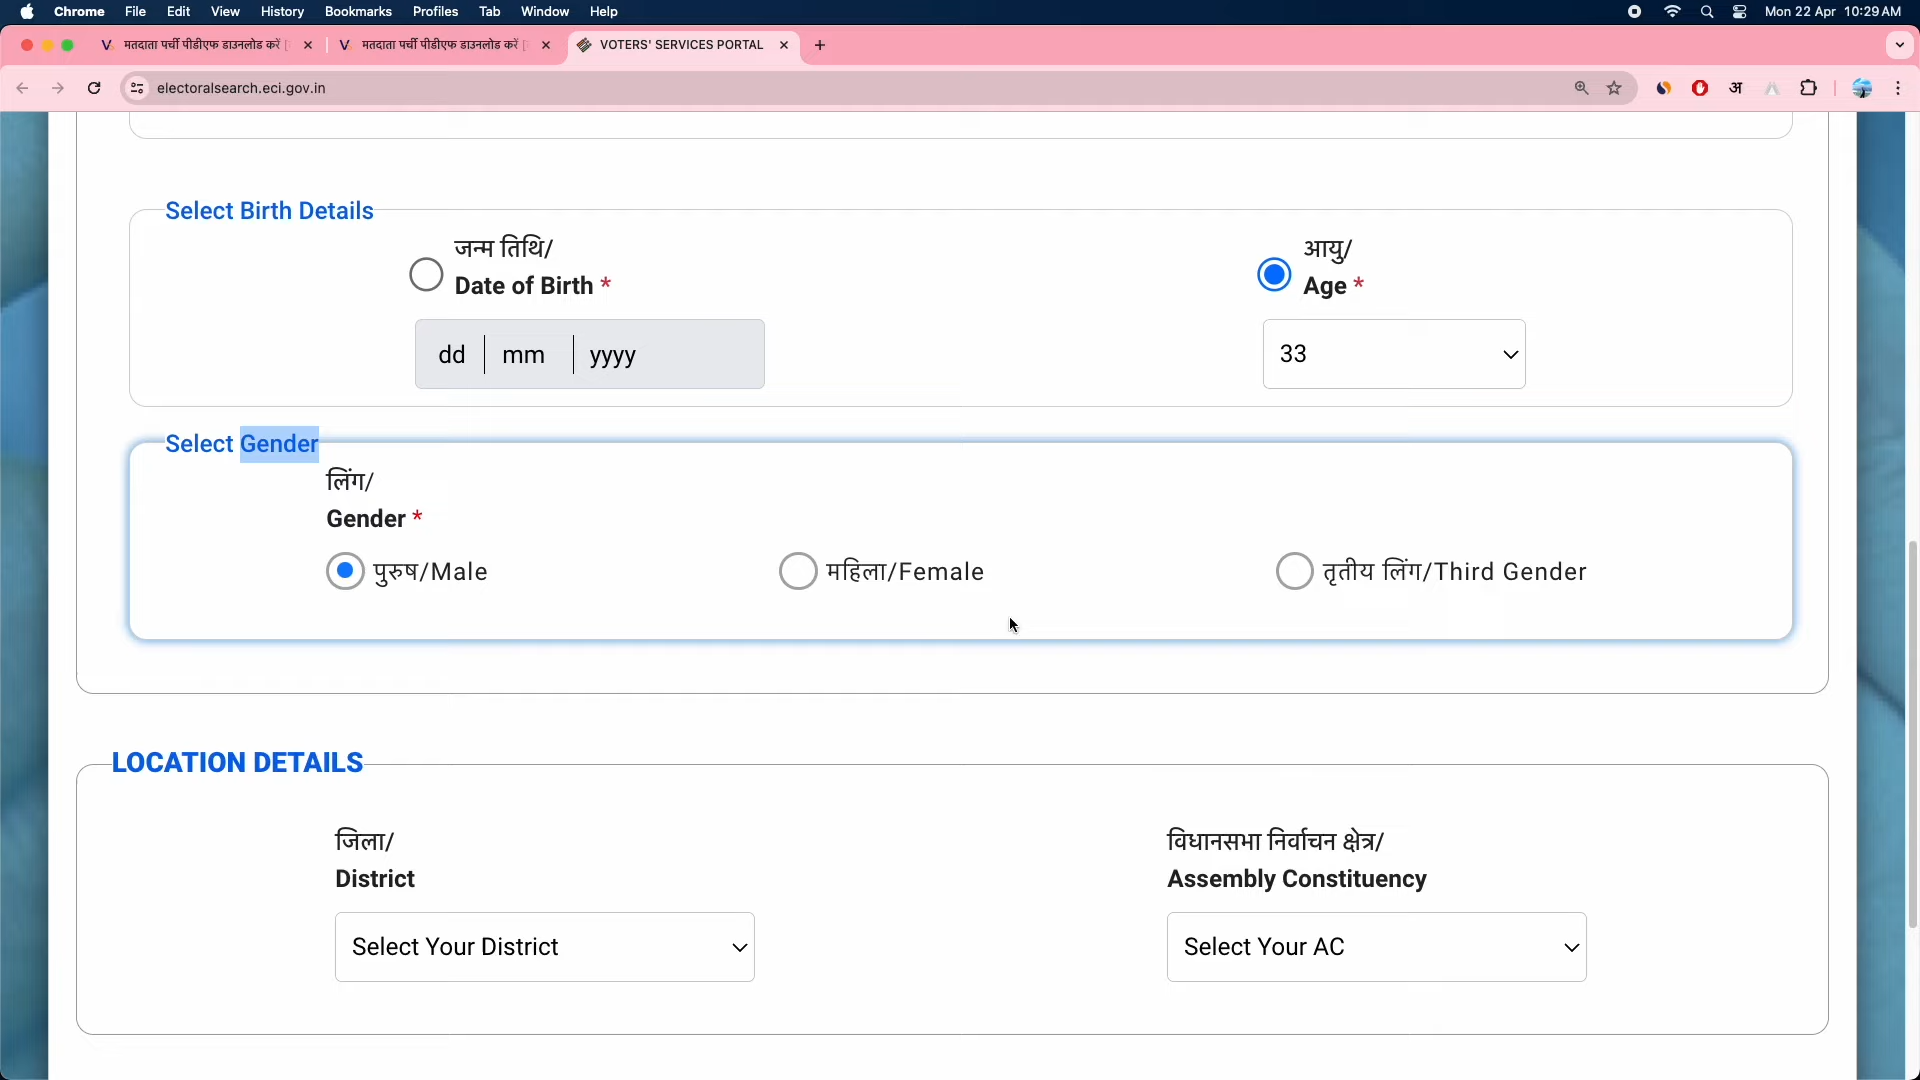 Chrome File Edit View History Bookmarks Profiles Tab Window Help Mon 22 Apr 10:29 AM
मतदाता पर्ची पीडीएफ डाउनलोड करें [ मतदाता पर्ची पीडीएफ डाउनलोड करें [ VOTERS' SERVICES PORTAL
electoralsearch.eci.gov.in अ
Select Birth Details
जन्म तिथि/ आयु/
Date of Birth * Age *
dd mm yyyy 33
Select Gender
लिंग/
Gender *
पुरुष/Male महिला/Female तृतीय लिंग/Third Gender
LOCATION DETAILS
जिला/ विधानसभा निर्वाचन क्षेत्र/
District Assembly Constituency
Select Your District Select Your AC